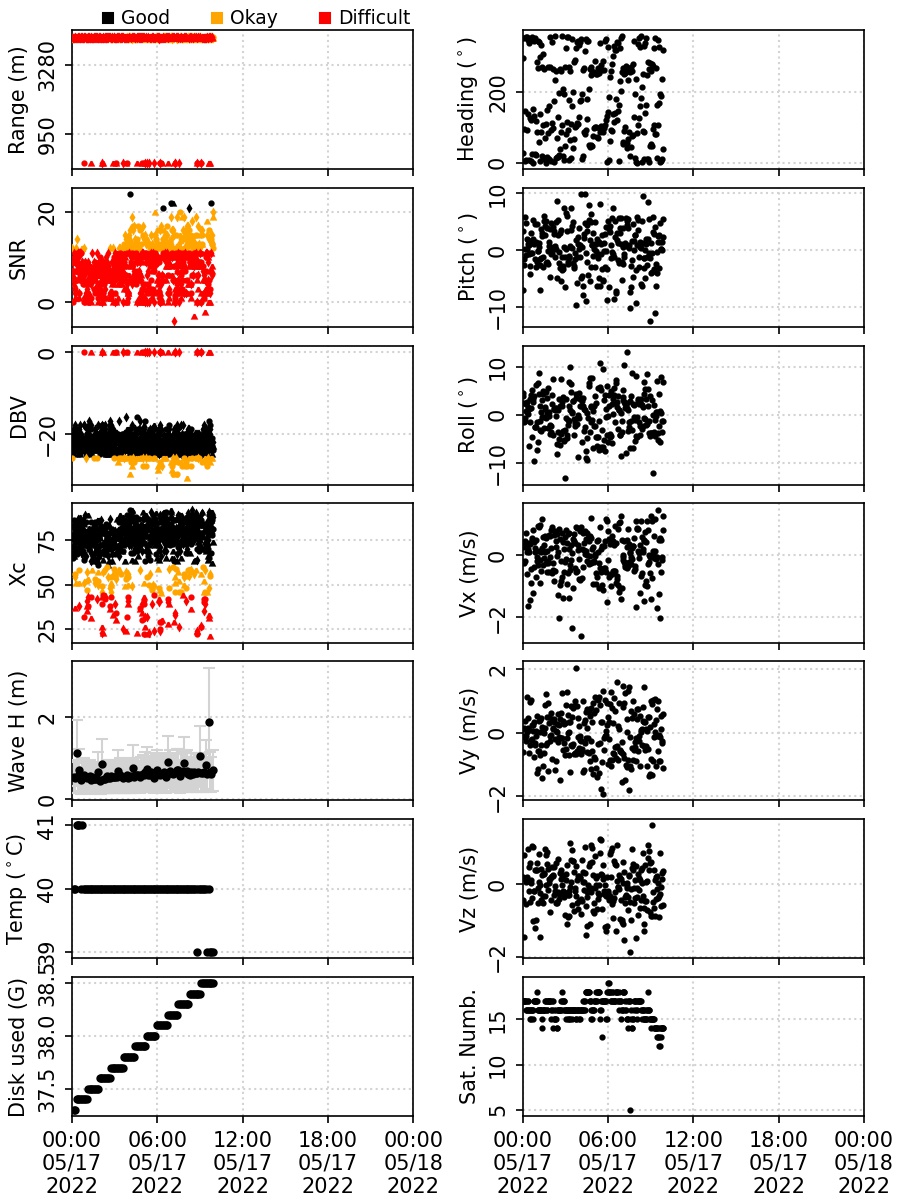 Good Okay Difficult
Range (m)
3280
950
Heading (°)
200
0
SNR
20
0
Pitch (°)
10
0
−10
DBV
0
−20
Roll (°)
10
0
−10
Xc
75
50
25
Vx (m/s)
0
−2
Wave H (m)
2
0
Vy (m/s)
2
0
−2
Temp (°C)
41
40
39
Vz (m/s)
0
−2
Disk used (G)
38.5
38.0
37.5
Sat. Numb.
15
10
5
00:00 06:00 12:00 18:00 00:00
05/17 05/17 05/17 05/17 05/18
2022 2022 2022 2022 2022
00:00 06:00 12:00 18:00 00:00
05/17 05/17 05/17 05/17 05/18
2022 2022 2022 2022 2022